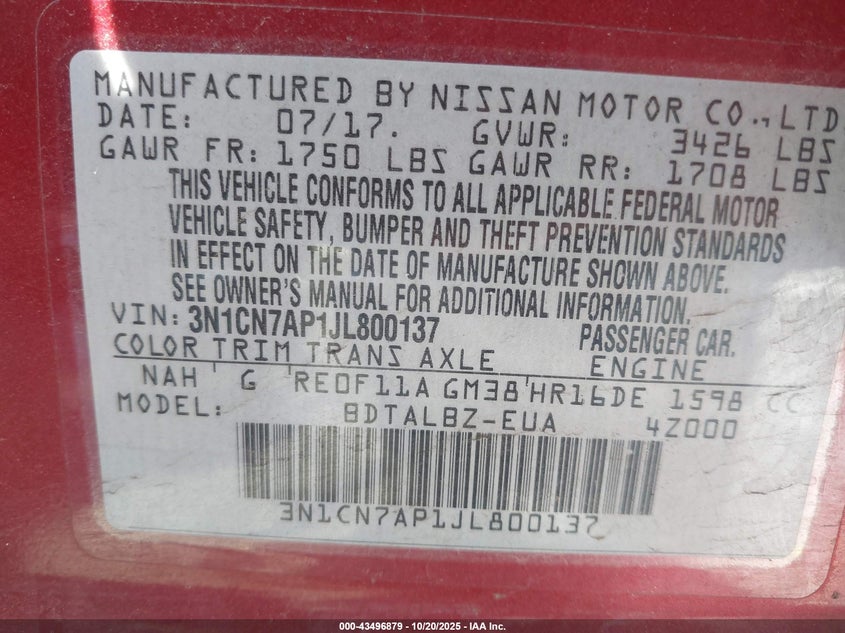 MANUFACTURED BY NISSAN MOTOR CO.,LTD
DATE: 07/17. GVWR: 3426 LBS
GAWR FR: 1750 LBS GAWR RR: 1708 LBS
THIS VEHICLE CONFORMS TO ALL APPLICABLE FEDERAL MOTOR
VEHICLE SAFETY, BUMPER AND THEFT PREVENTION STANDARDS
IN EFFECT ON THE DATE OF MANUFACTURE SHOWN ABOVE.
SEE OWNER'S MANUAL FOR ADDITIONAL INFORMATION.
VIN: 3N1CN7AP1JL800137 PASSENGER CAR.
COLOR TRIM TRANS AXLE ENGINE
NAH ' G 'RE0F11A GM38'HR16DE 1598 CC
MODEL: BDTALBZ-EUA 4Z000
3N1CN7AP1JL800137
000-43496879 | 10/20/2025 | IAA Inc.